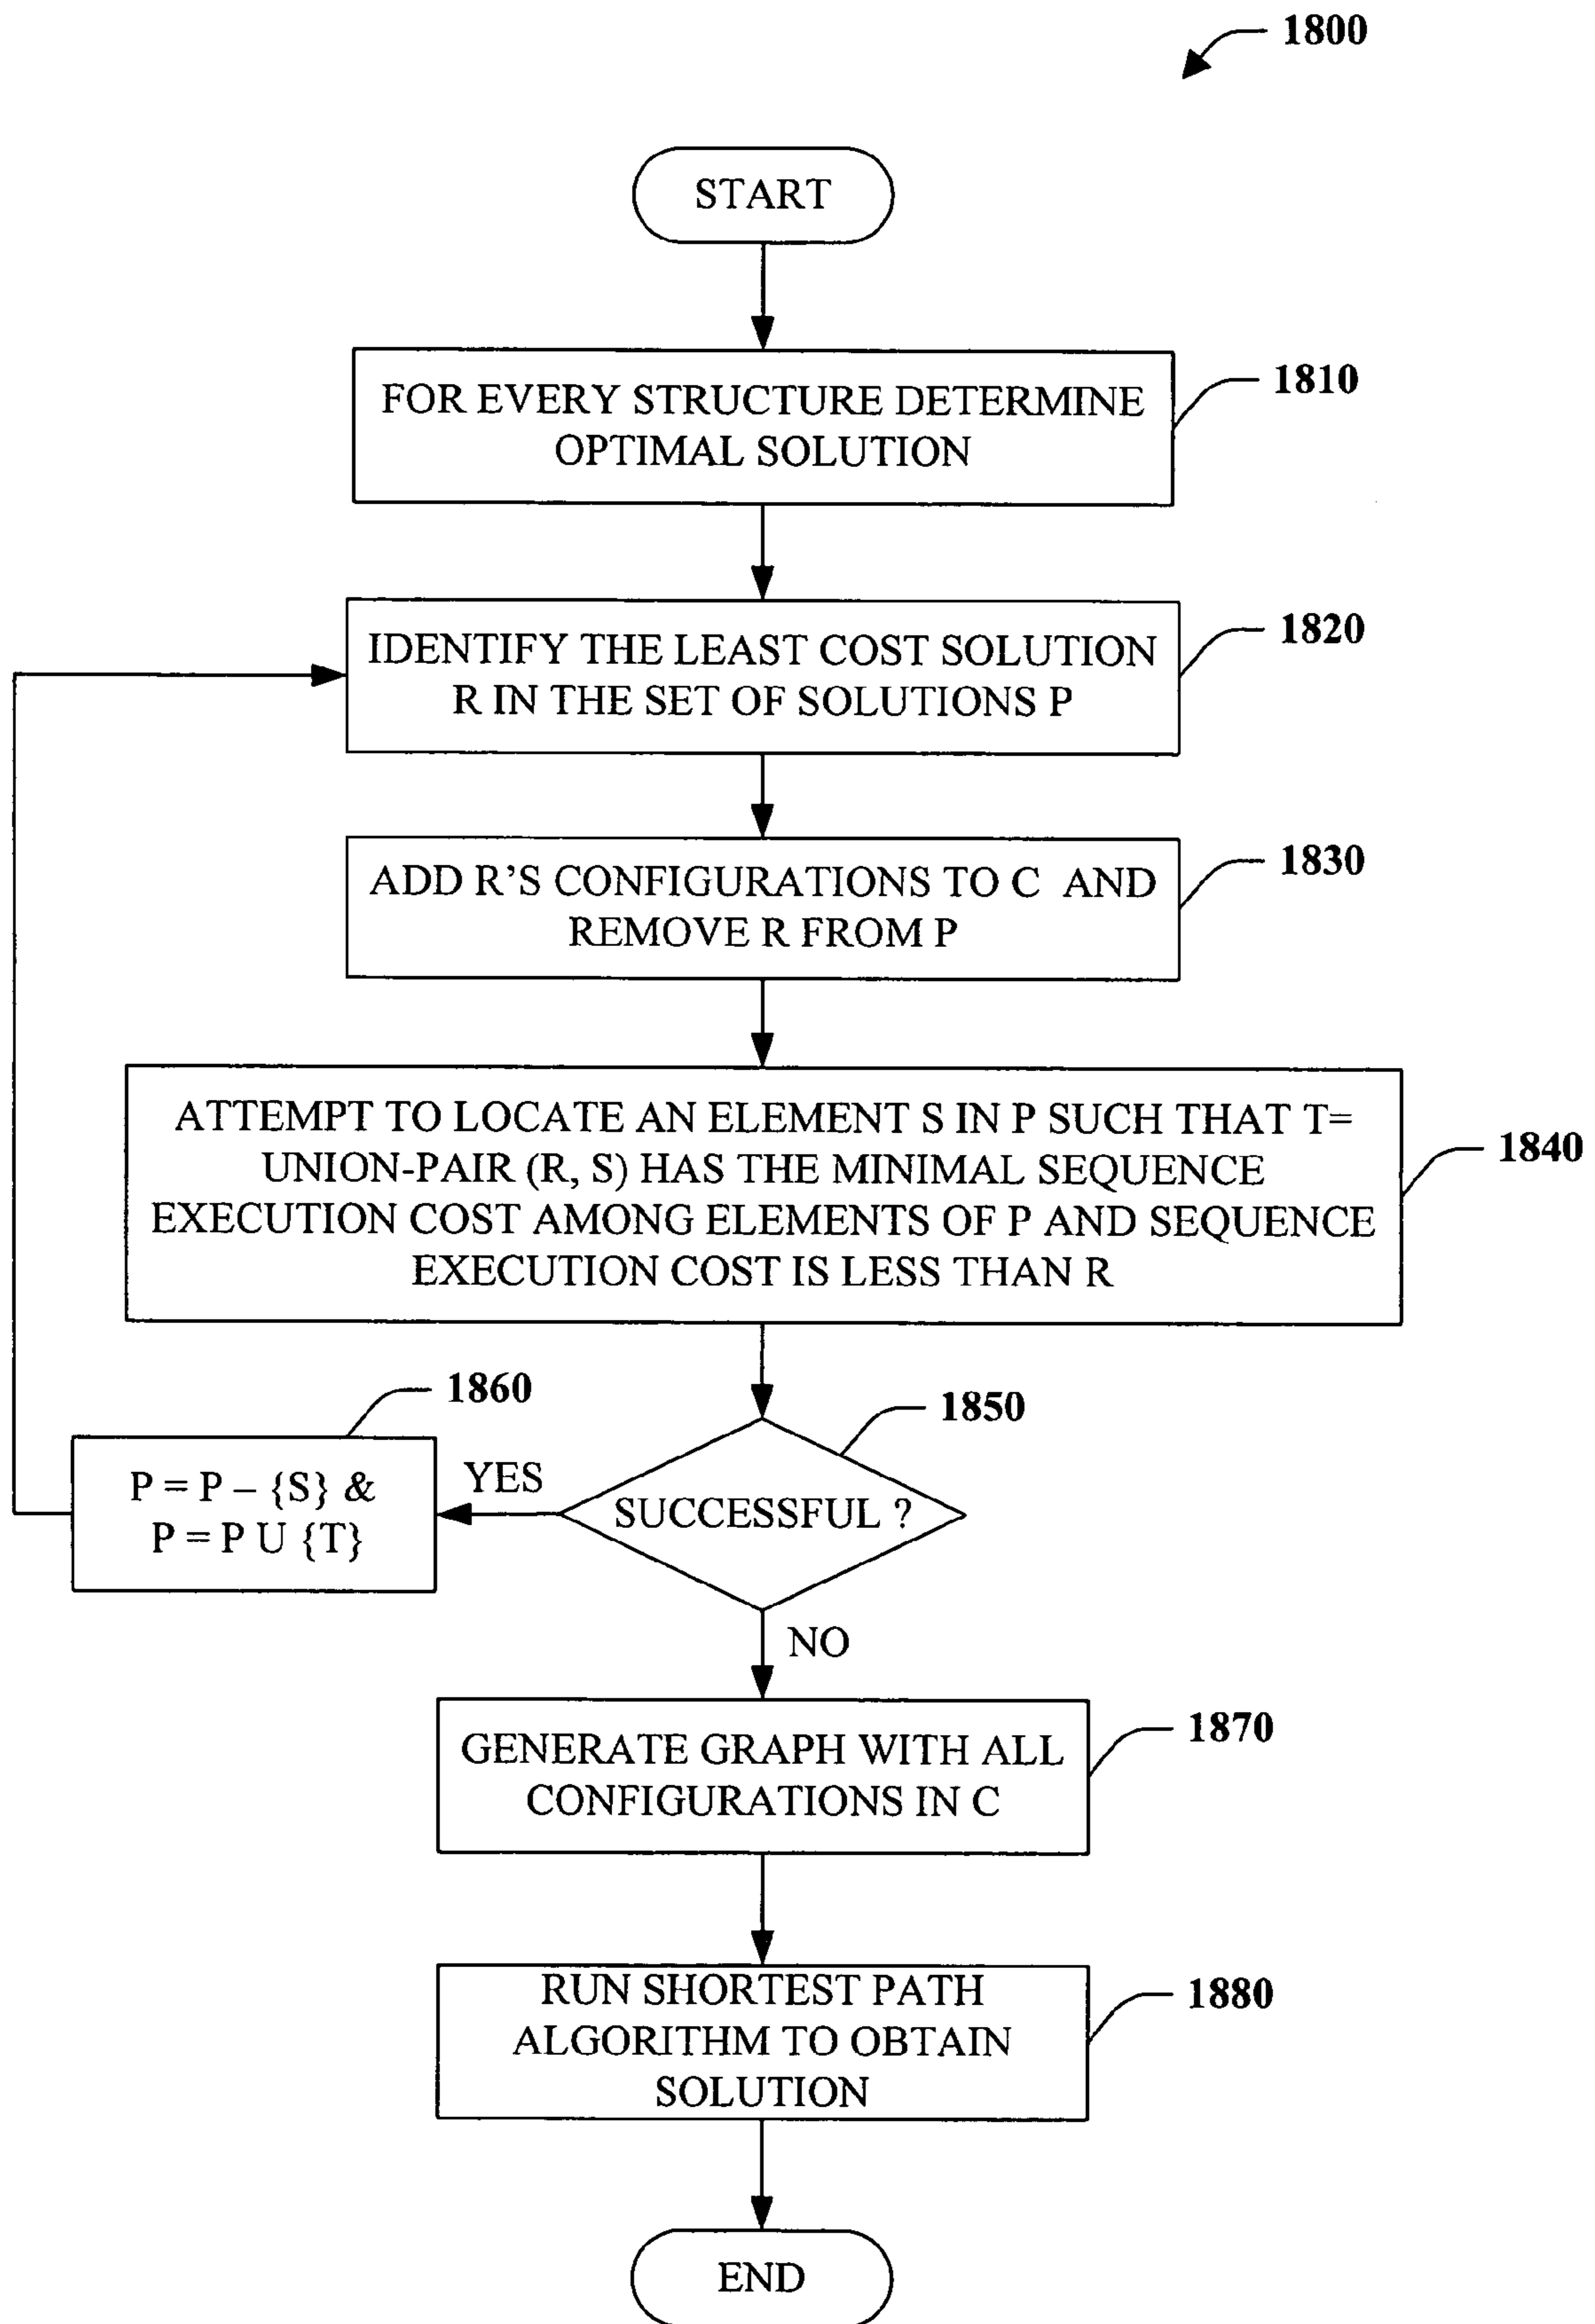 1800
START
FOR EVERY STRUCTURE DETERMINE
OPTIMAL SOLUTION
1810
IDENTIFY THE LEAST COST SOLUTION
R IN THE SET OF SOLUTIONS P
1820
ADD R'S CONFIGURATIONS TO C AND
REMOVE R FROM P
1830
ATTEMPT TO LOCATE AN ELEMENT S IN P SUCH THAT T=
UNION-PAIR (R, S) HAS THE MINIMAL SEQUENCE
EXECUTION COST AMONG ELEMENTS OF P AND SEQUENCE
EXECUTION COST IS LESS THAN R
1840
1860
1850
P = P – {S} &
P = P U {T}
YES
SUCCESSFUL ?
NO
GENERATE GRAPH WITH ALL
CONFIGURATIONS IN C
1870
RUN SHORTEST PATH
ALGORITHM TO OBTAIN
SOLUTION
1880
END